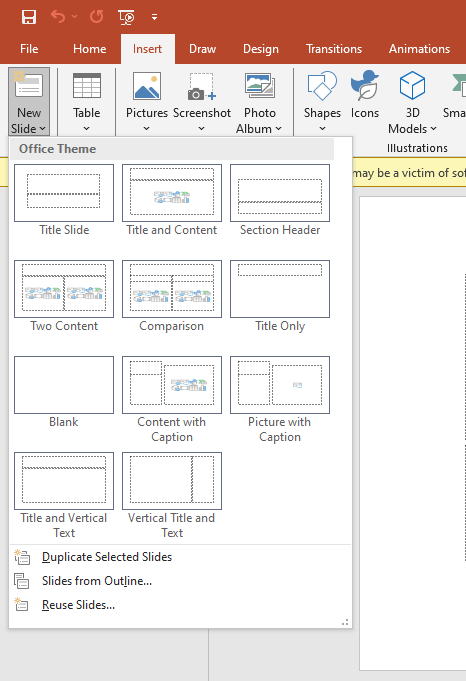 File Home Insert Draw Design Transitions Animations
New
Slide
Table
Pictures Screenshot
Photo
Album
Shapes Icons
3D
Models
Illustrations
may be a victim of
Office Theme
Title Slide Title and Content Section Header
Two Content Comparison Title Only
Blank
Content with
Caption
Picture with
Caption
Title and Vertical
Text
Vertical Title and
Text
Duplicate Selected Slides
Slides from Outline...
Reuse Slides...